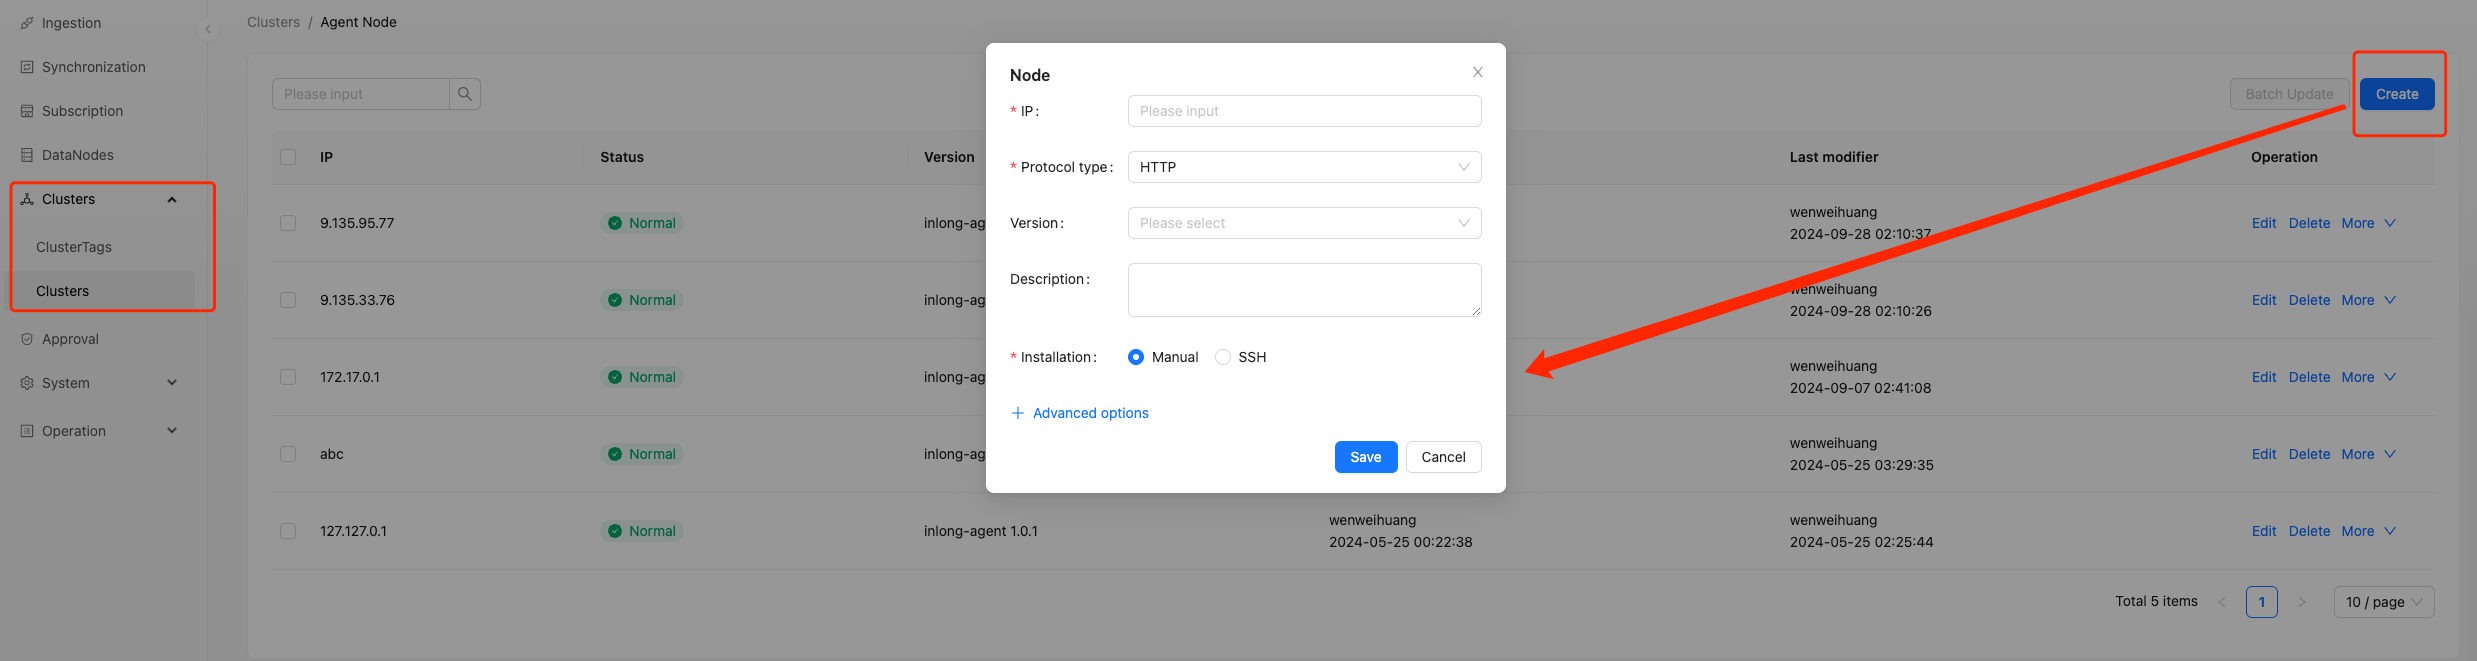 Ingestion
Synchronization
Subscription
DataNodes
Clusters
ClusterTags
Clusters
Approval
System
Operation
Clusters / Agent Node
Please input
Batch Update
Create
IP Status Version Last modifier Operation
9.135.95.77 Normal inlong-ag wenweihuang Edit Delete More
2024-09-28 02:10:37
9.135.33.76 Normal inlong-ag wenweihuang Edit Delete More
2024-09-28 02:10:26
172.17.0.1 Normal inlong-ag wenweihuang Edit Delete More
2024-09-07 02:41:08
abc Normal inlong-ag wenweihuang Edit Delete More
2024-05-25 03:29:35
127.127.0.1 Normal inlong-agent 1.0.1 wenweihuang wenweihuang Edit Delete More
2024-05-25 00:22:38 2024-05-25 02:25:44
Total 5 items < 1 > 10 / page
Node
* IP: Please input
* Protocol type: HTTP
Version: Please select
Description:
* Installation: Manual SSH
+ Advanced options
Save Cancel